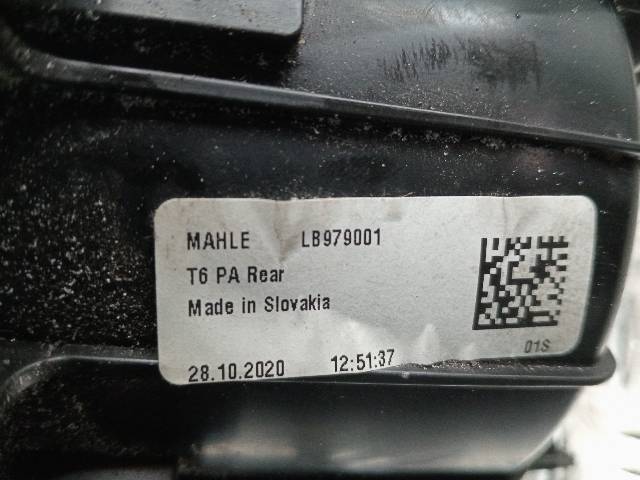 MAHLE LB979001
T6 PA Rear
Made in Slovakia
01S
28.10.2020 12:51:37